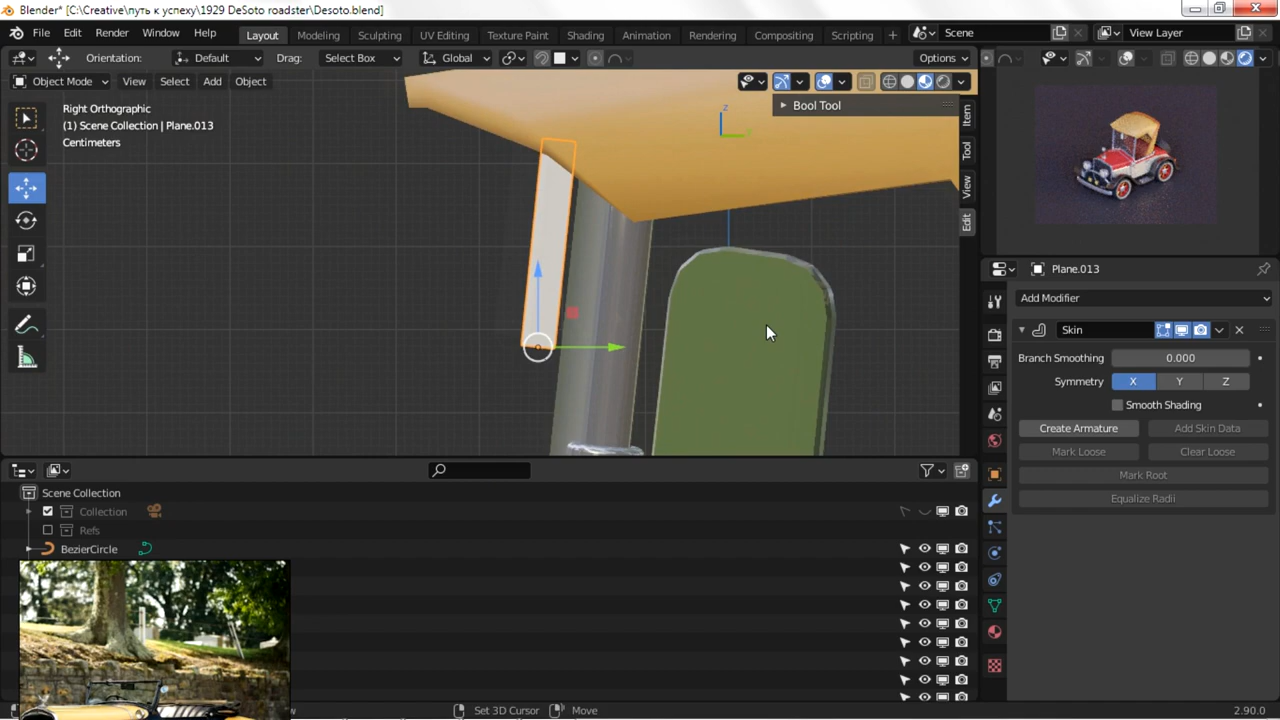 Blender* [C:\Creative\путь к успеху\1929 DeSoto roadster\Desoto.blend]
File Edit Render Window Help Layout Modeling Sculpting UV Editing Texture Paint Shading Animation Rendering Compositing Scripting + Scene View Layer
Orientation: Default Drag: Select Box Global Options
Object Mode View Select Add Object
Right Orthographic
(1) Scene Collection | Plane.013
Centimeters
Bool Tool
z
Item
Tool
View
Edit
Plane.013
Add Modifier
Skin
Branch Smoothing 0.000
Symmetry X Y Z
Smooth Shading
Create Armature Add Skin Data
Mark Loose Clear Loose
Mark Root
Equalize Radii
Scene Collection
Collection
Refs
BezierCircle
Set 3D Cursor Move 2.90.0